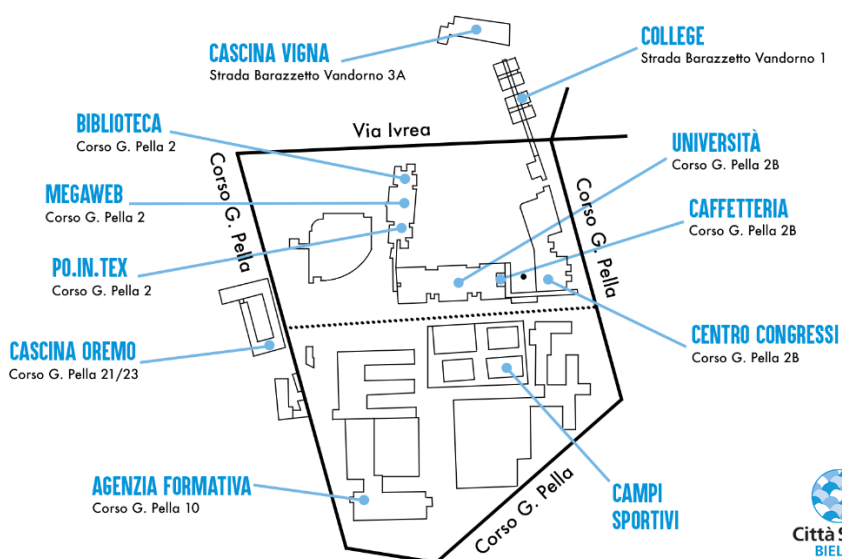 CASCINA VIGNA
Strada Barazzetto Vandorno 3A
COLLEGE
Strada Barazzetto Vandorno 1
BIBLIOTECA
Corso G. Pella 2
Via Ivrea
UNIVERSITÀ
Corso G. Pella 2B
MEGAWEB
Corso G. Pella 2
Corso G. Pella
Corso G. Pella
CAFFETTERIA
Corso G. Pella 2B
PO.IN.TEX
Corso G. Pella 2
CASCINA OREMO
Corso G. Pella 21/23
CENTRO CONGRESSI
Corso G. Pella 2B
AGENZIA FORMATIVA
Corso G. Pella 10
Corso G. Pella
CAMPI
SPORTIVI
Città